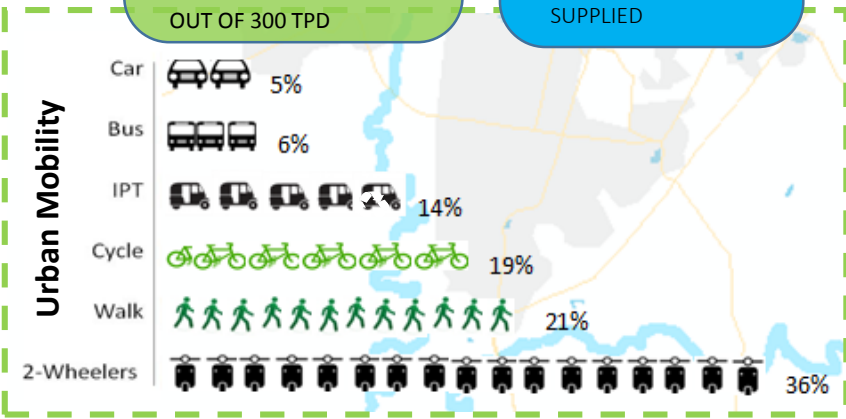 OUT OF 300 TPD
SUPPLIED
Urban Mobility
Car 5%
Bus 6%
IPT 14%
Cycle 19%
Walk 21%
2-Wheelers 36%